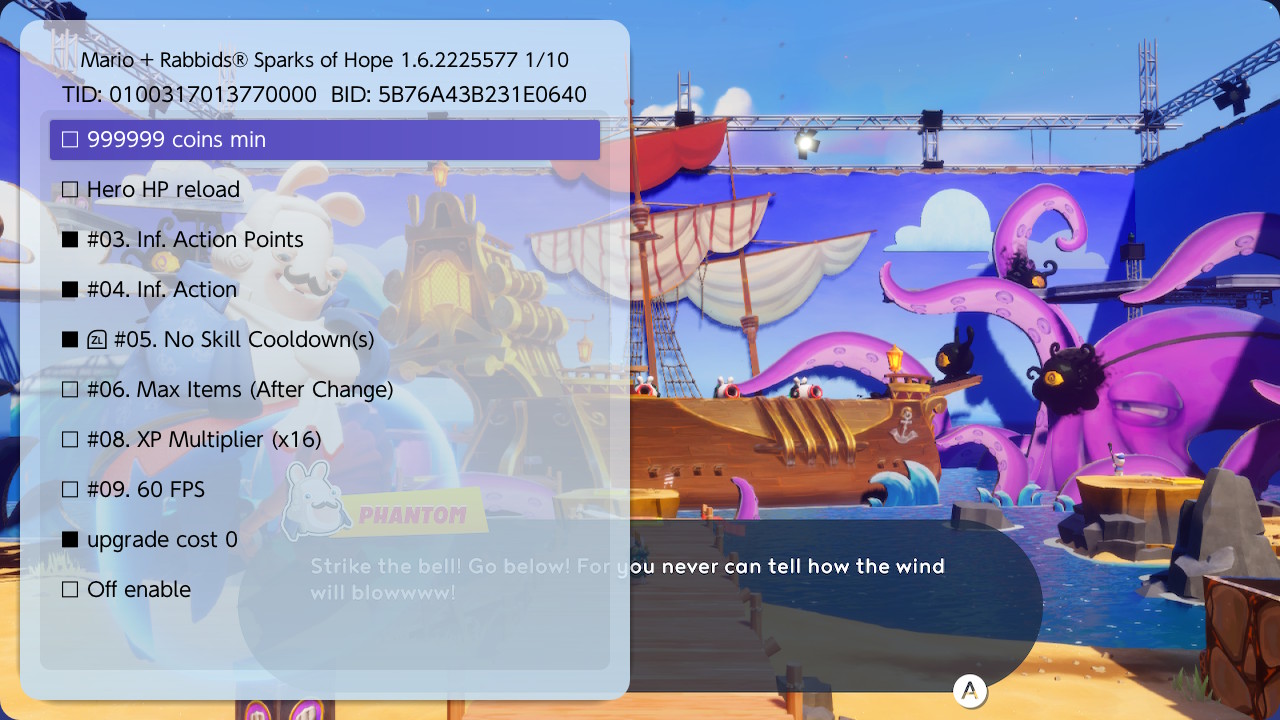 Mario + Rabbids® Sparks of Hope 1.6.2225577 1/10
TID: 0100317013770000 BID: 5B76A43B231E0640
☐ 999999 coins min
☐ Hero HP reload
■ #03. Inf. Action Points
■ #04. Inf. Action
■ ZL #05. No Skill Cooldown(s)
☐ #06. Max Items (After Change)
☐ #08. XP Multiplier (x16)
☐ #09. 60 FPS
■ upgrade cost 0
☐ Off enable
PHANTOM
Strike the bell! Go below! For you never can tell how the wind
will blowwww!
A